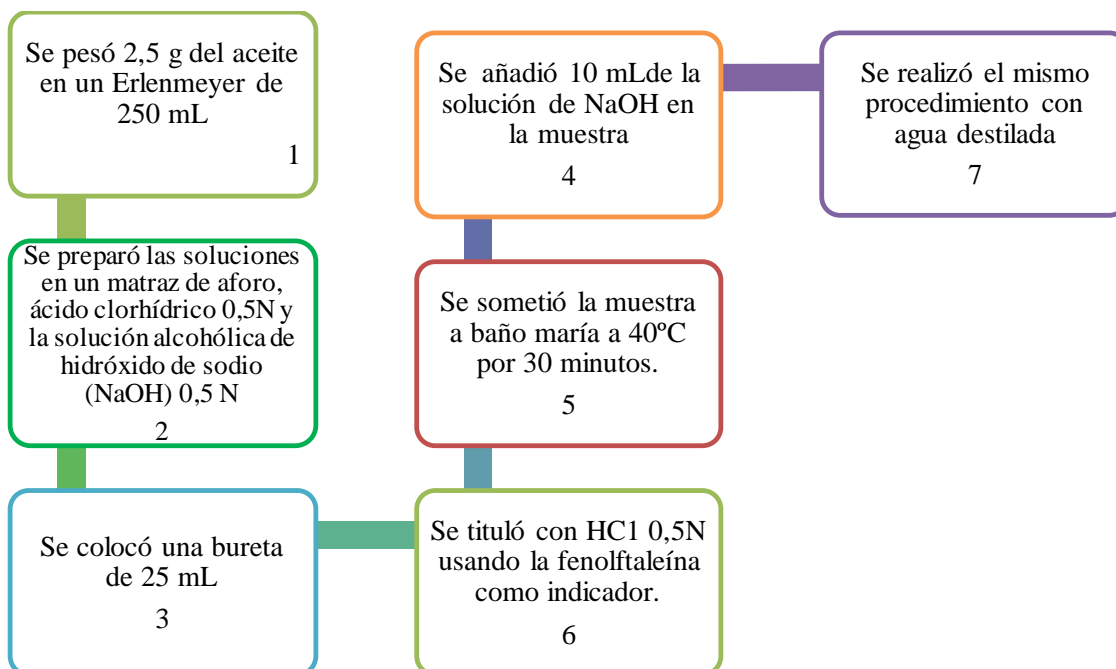 Se pesó 2,5 g del aceite
en un Erlenmeyer de
250 mL
1
Se preparó las soluciones
en un matraz de aforo,
ácido clorhídrico 0,5N y
la solución alcohólica de
hidróxido de sodio
(NaOH) 0,5 N
2
Se colocó una bureta
de 25 mL
3
Se añadió 10 mLde la
solución de NaOH en
la muestra
4
Se sometió la muestra
a baño maría a 40ºC
por 30 minutos.
5
Se tituló con HC1 0,5N
usando la fenolftaleína
como indicador.
6
Se realizó el mismo
procedimiento con
agua destilada
7